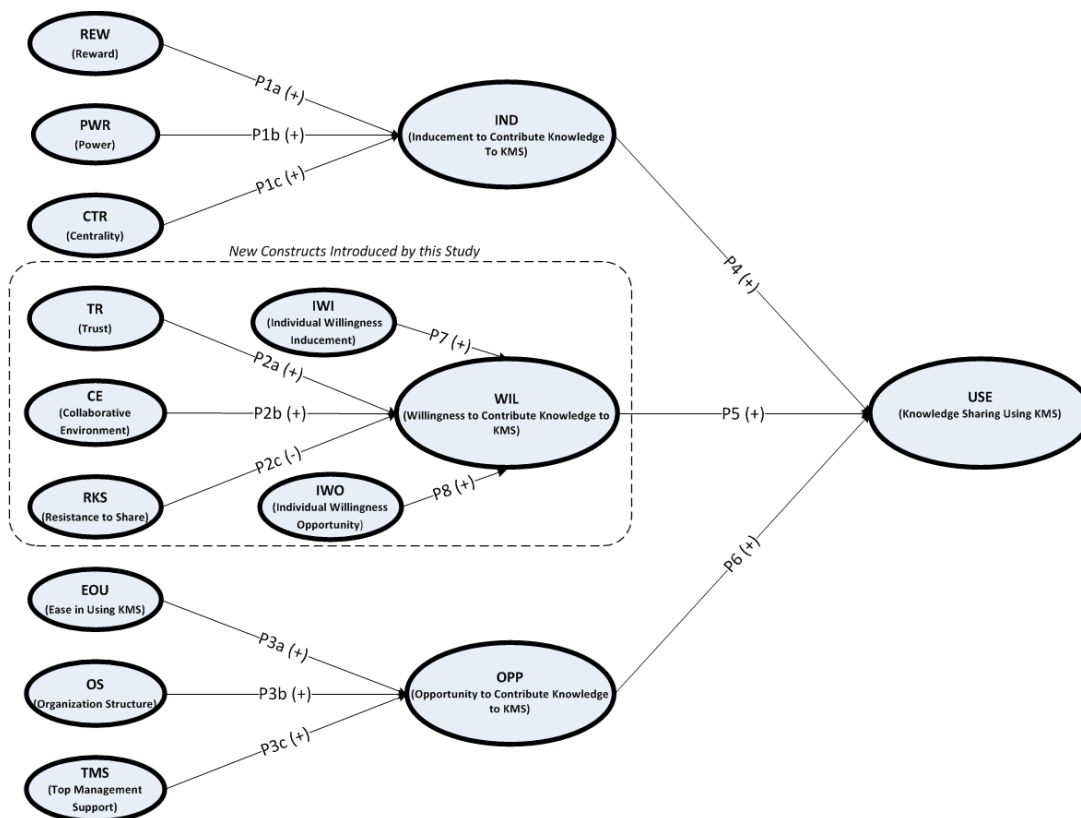 REW
(Reward)
P1a (+)
PWR
(Power)
P1b (+)
CTR
(Centrality)
P1c (+)
IND
(Inducement to Contribute Knowledge
To KMS)
P4 (+)
New Constructs Introduced by this Study
TR
(Trust)
P2a (+)
CE
(Collaborative
Environment)
P2b (+)
RKS
(Resistance to Share)
P2c (-)
IWI
(Individual Willingness
Inducement)
P7 (+)
WIL
(Willingness to Contribute Knowledge to
KMS)
IWO
(Individual Willingness
Opportunity)
P8 (+)
P5 (+)
USE
(Knowledge Sharing Using KMS)
EOU
(Ease in Using KMS)
P3a (+)
OS
(Organization Structure)
P3b (+)
TMS
(Top Management
Support)
P3c (+)
OPP
(Opportunity to Contribute Knowledge
to KMS)
P6 (+)